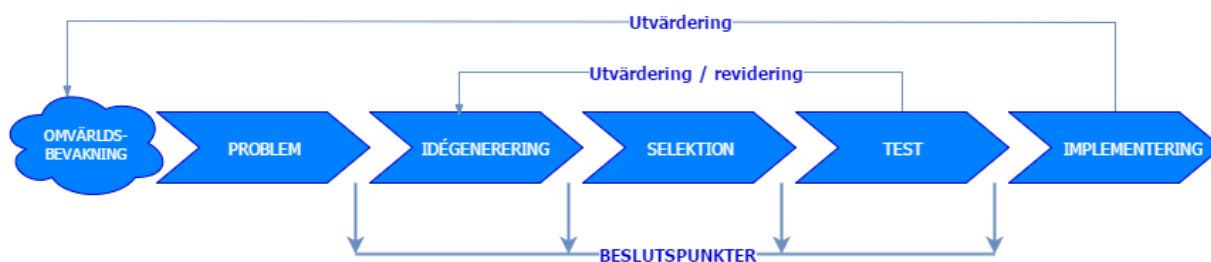 Utvärdering
Utvärdering / revidering
OMVÄRLDS-
BEVAKNING
PROBLEM
IDÉGENERERING
SELEKTION
TEST
IMPLEMENTERING
BESLUTSPUNKTER